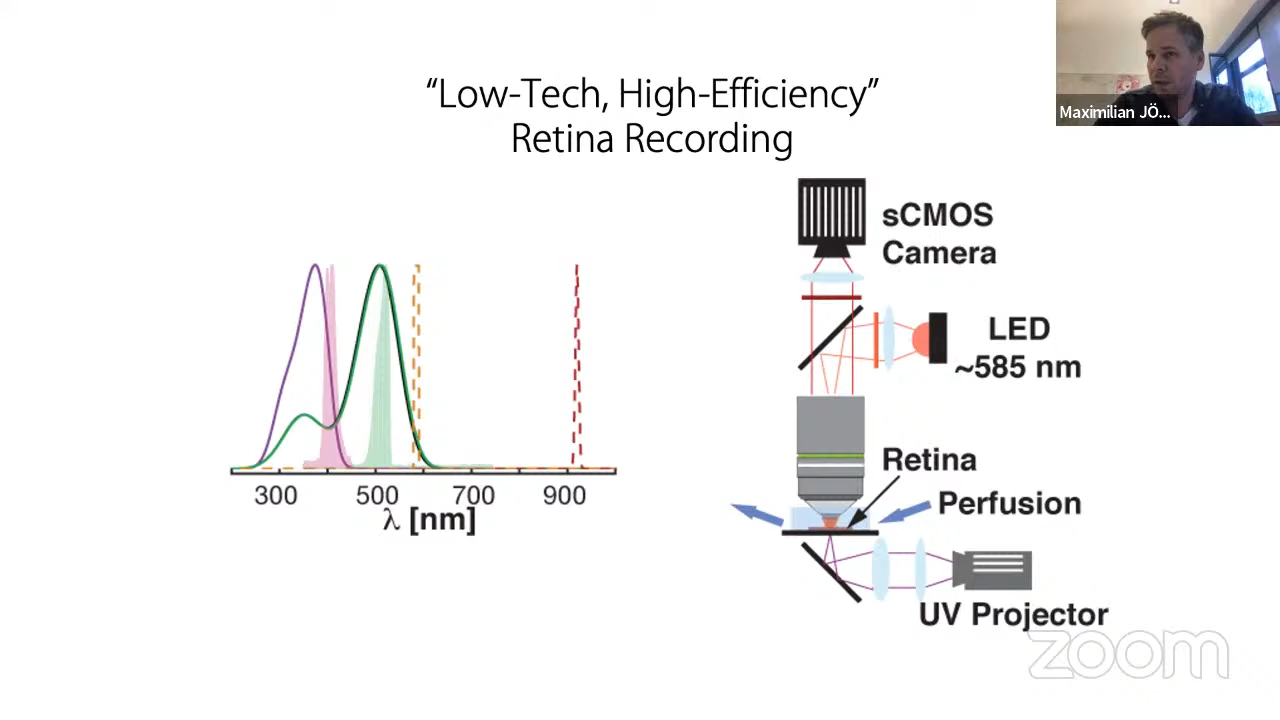 Maximilian JÖ...
“Low-Tech, High-Efficiency”
Retina Recording
sCMOS
Camera
LED
~585 nm
Retina
Perfusion
UV Projector
300 500 700 900
λ [nm]
zoom